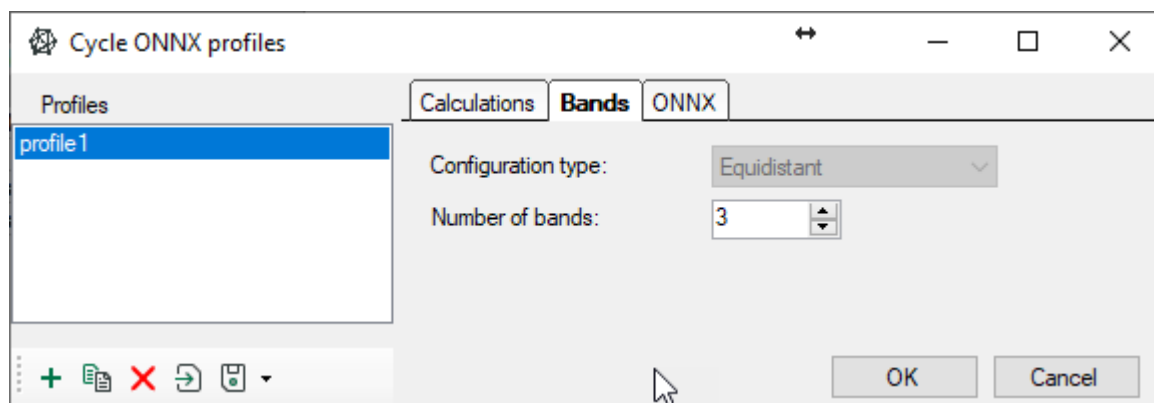 Cycle ONNX profiles
Profiles
profile1
Calculations Bands ONNX
Configuration type: Equidistant
Number of bands: 3
OK Cancel